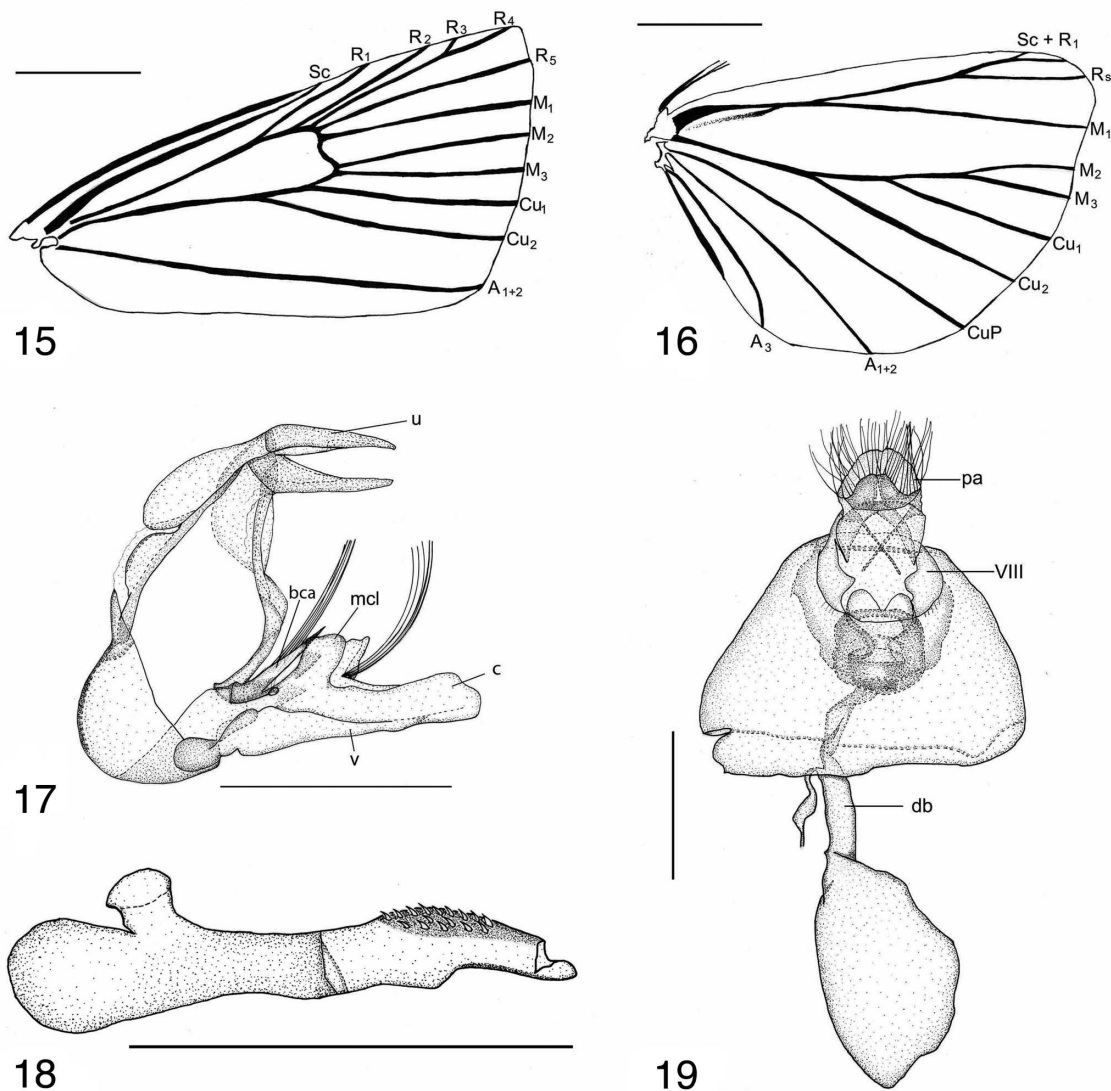 Sc
R1
R2
R3
R4
R5
M1
M2
M3
Cu1
Cu2
A1+2
15
Sc + R1
Rs
M1
M2
M3
Cu1
Cu2
CuP
A1+2
A3
16
u
bca
mcl
c
v
17
18
pa
VIII
db
19